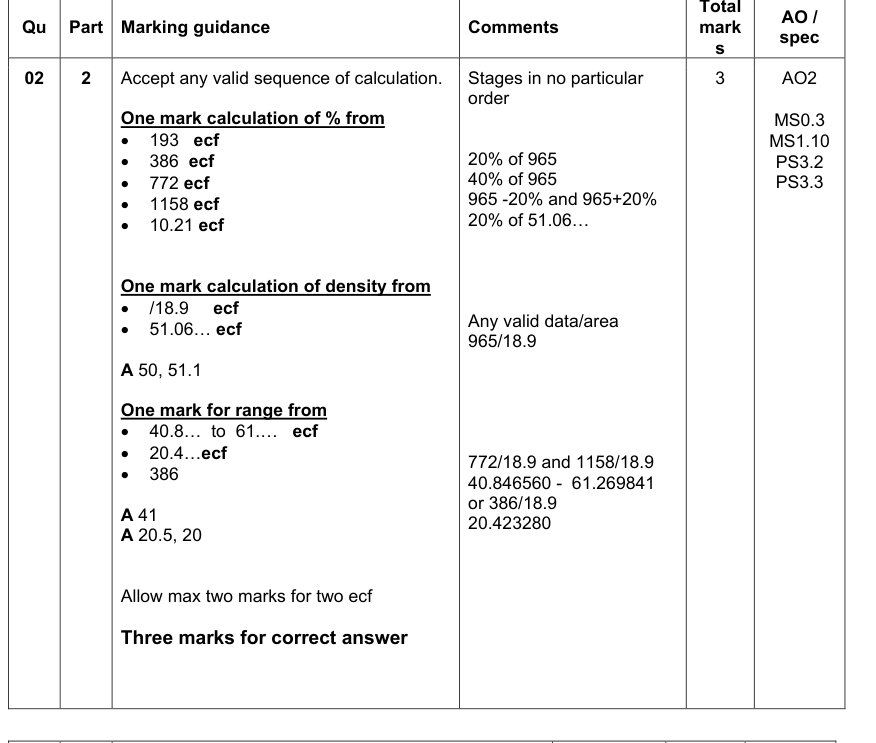 Qu Part Marking guidance Comments Total mark s AO / spec
02 2 Accept any valid sequence of calculation. Stages in no particular order 3 AO2
MS0.3
MS1.10
PS3.2
PS3.3
One mark calculation of % from
• 193 ecf
• 386 ecf 20% of 965
• 772 ecf 40% of 965
• 1158 ecf 965 -20% and 965+20%
• 10.21 ecf 20% of 51.06…
One mark calculation of density from
• /18.9 ecf Any valid data/area
• 51.06… ecf 965/18.9
A 50, 51.1
One mark for range from
• 40.8… to 61.… ecf
• 20.4…ecf 772/18.9 and 1158/18.9
• 386 40.846560 - 61.269841
or 386/18.9
A 41 20.423280
A 20.5, 20
Allow max two marks for two ecf
Three marks for correct answer